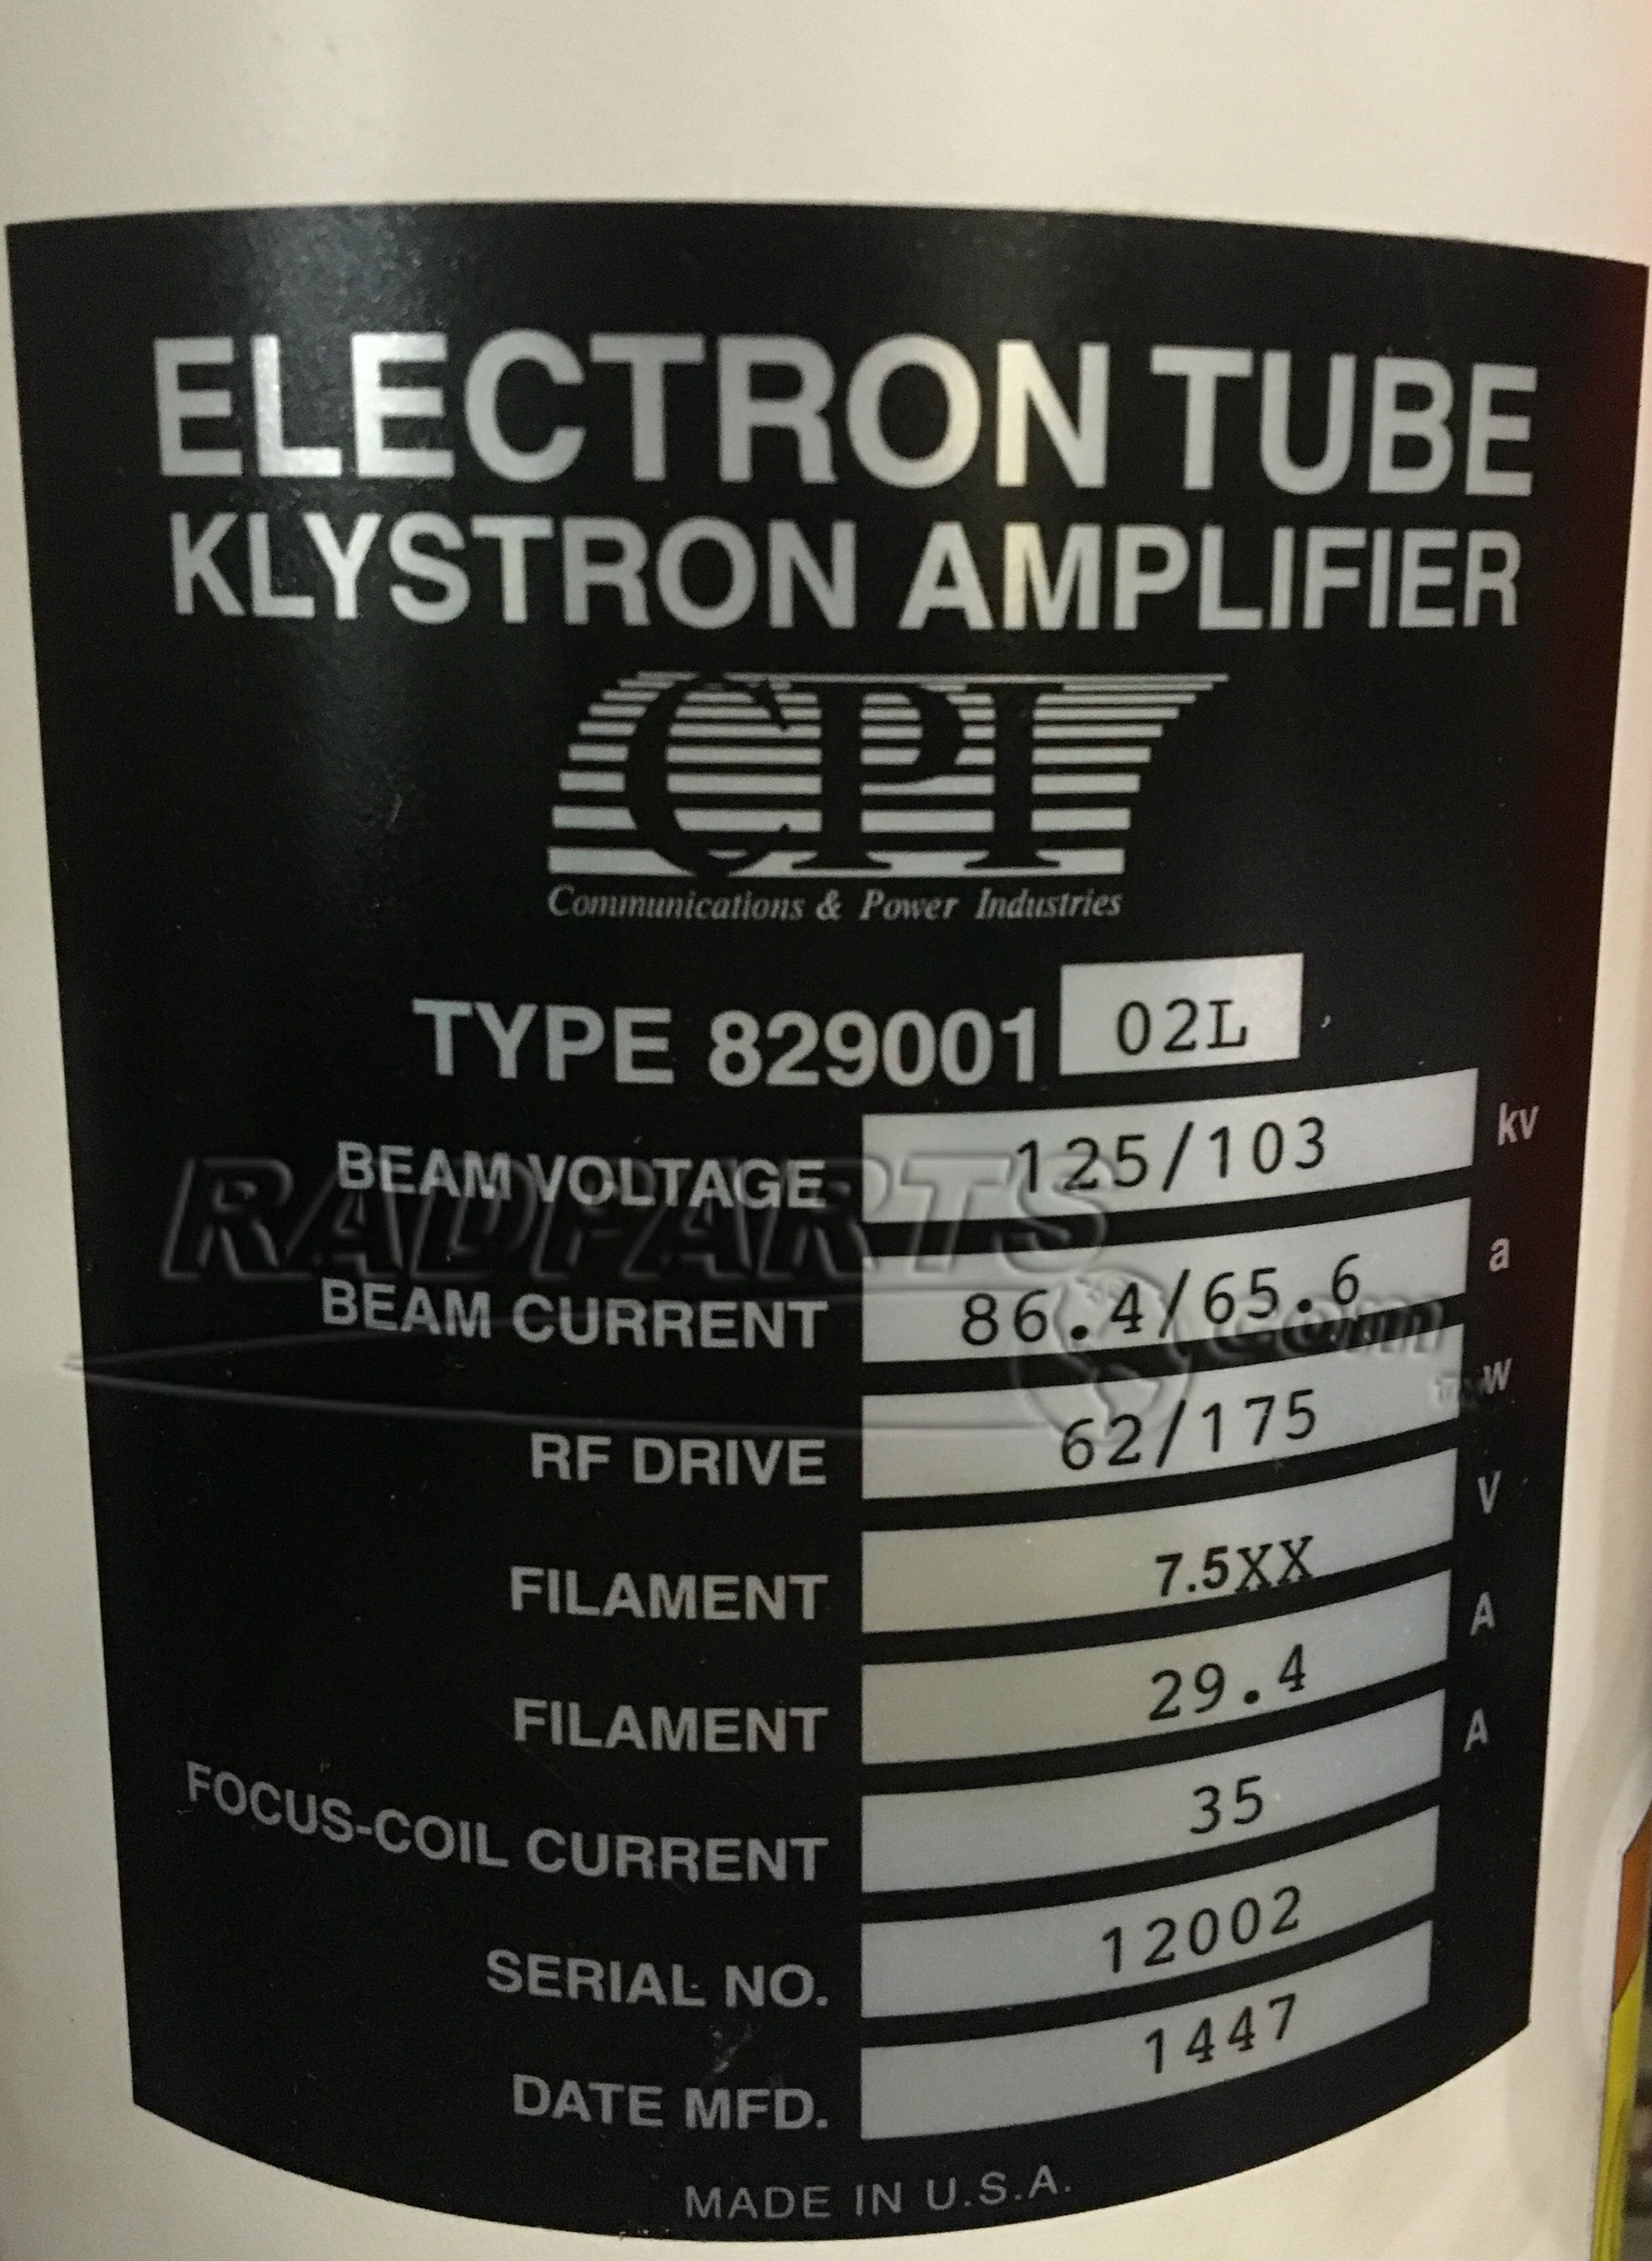 ELECTRON TUBE
KLYSTRON AMPLIFIER
CPI
Communications & Power Industries
TYPE 829001 02L
BEAM VOLTAGE 125/103 kv
BEAM CURRENT 86.4/65.6 a
RF DRIVE 62/175 w
FILAMENT 7.5XX V
FILAMENT 29.4 A
FOCUS-COIL CURRENT 35 A
SERIAL NO. 12002
DATE MFD. 1447
MADE IN U.S.A.
RADPARTS.com TM